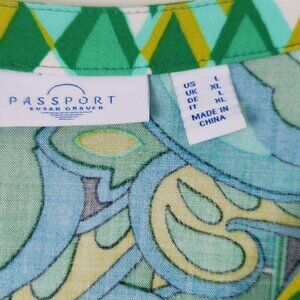 PASSPORT
SUSAN GRAVER
US L
UK XL
DE L
IT XL
MADE IN
CHINA